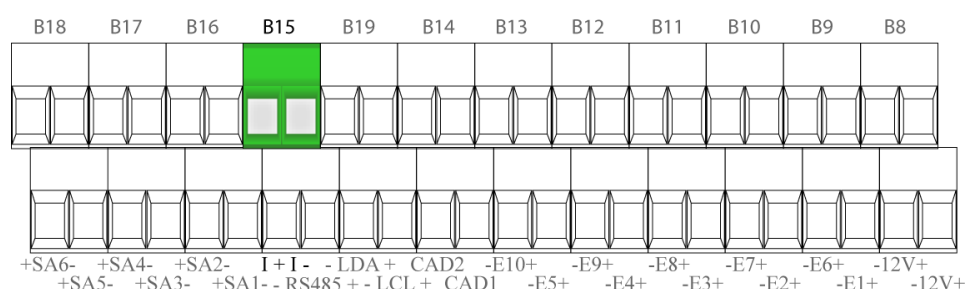 B18 B17 B16 B15 B19 B14 B13 B12 B11 B10 B9 B8
+SA6- +SA4- +SA2- I + I - - LDA + CAD2 -E10+ -E9+ -E8+ -E7+ -E6+ -12V+
+SA5- +SA3- +SA1- - RS485 + - LCL + CAD1 -E5+ -E4+ -E3+ -E2+ -E1+ -12V+